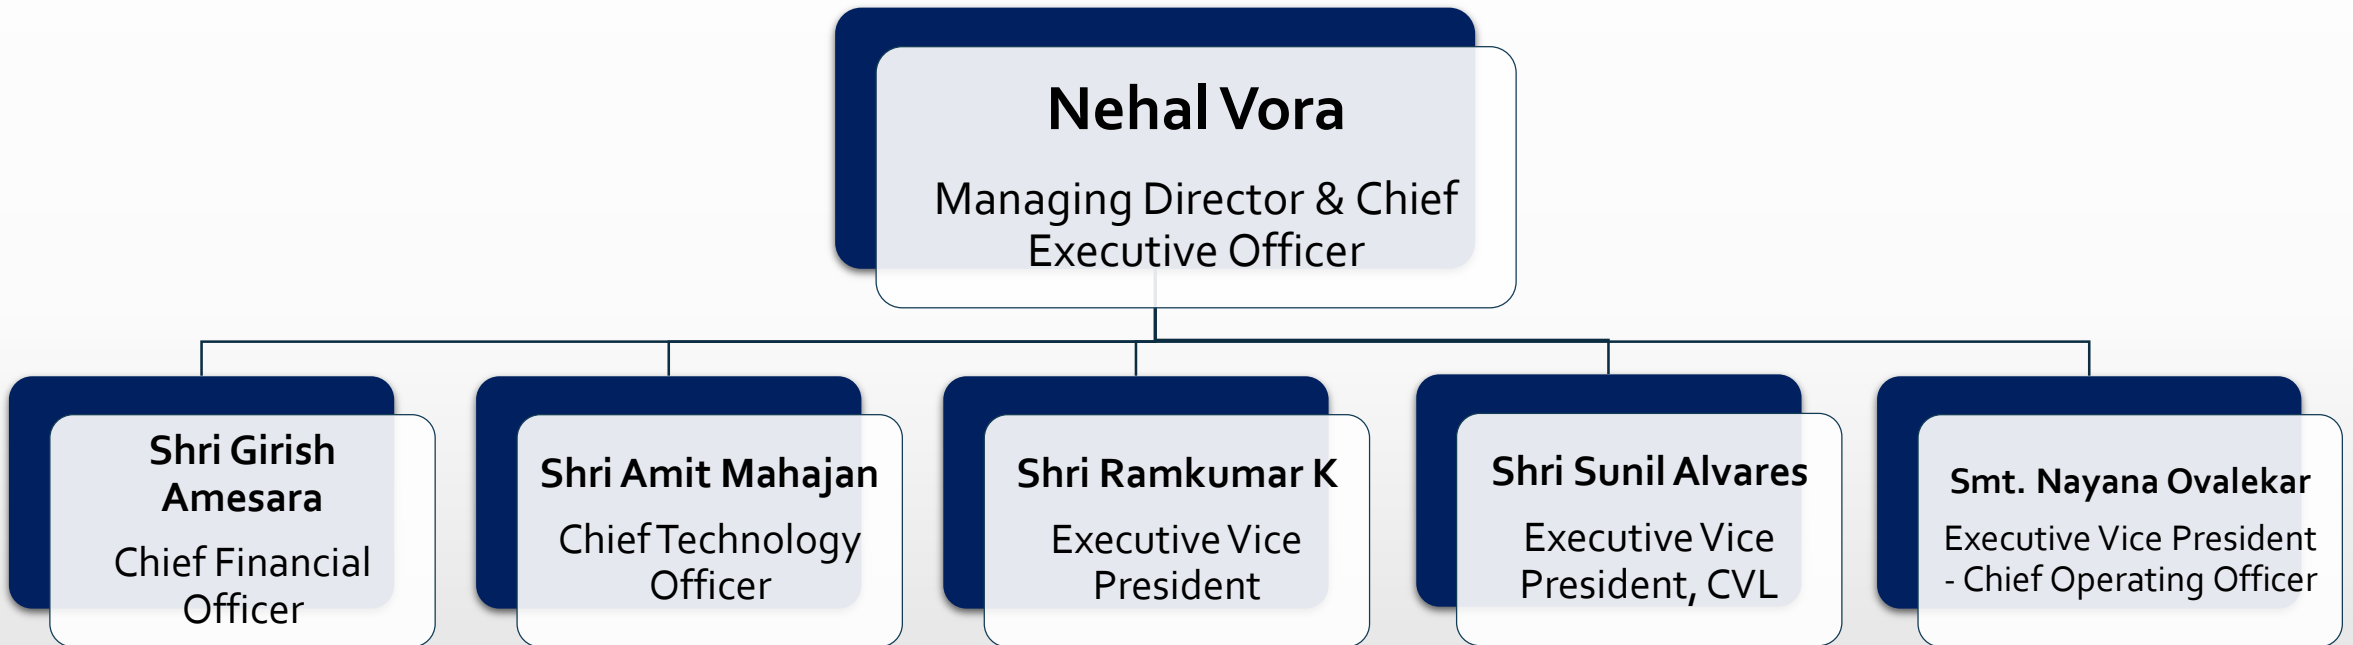 Nehal Vora
Managing Director & Chief
Executive Officer
Shri Girish
Amesara
Chief Financial
Officer
Shri Amit Mahajan
Chief Technology
Officer
Shri Ramkumar K
Executive Vice
President
Shri Sunil Alvares
Executive Vice
President, CVL
Smt. Nayana Ovalekar
Executive Vice President
- Chief Operating Officer